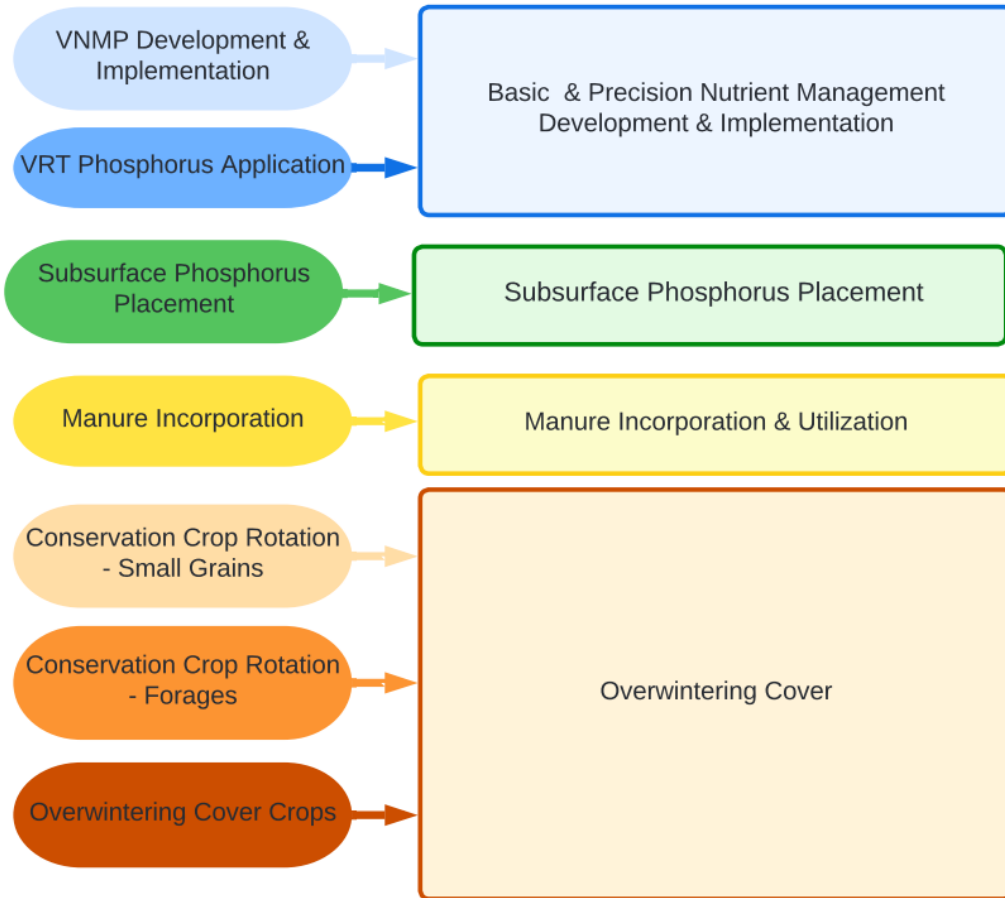 VNMP Development &
Implementation
Basic & Precision Nutrient Management
Development & Implementation
VRT Phosphorus Application
Subsurface Phosphorus
Placement
Subsurface Phosphorus Placement
Manure Incorporation
Manure Incorporation & Utilization
Conservation Crop Rotation
- Small Grains
Conservation Crop Rotation
- Forages
Overwintering Cover
Overwintering Cover Crops